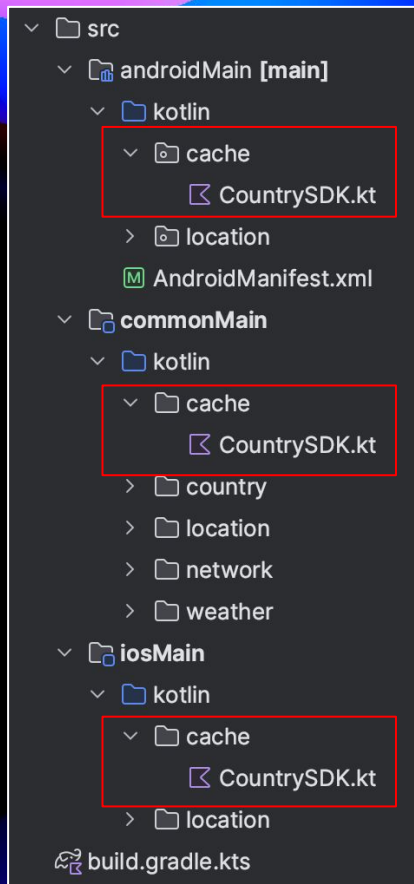 src
androidMain [main]
kotlin
cache
CountrySDK.kt
location
AndroidManifest.xml
commonMain
kotlin
cache
CountrySDK.kt
country
location
network
weather
iosMain
kotlin
cache
CountrySDK.kt
location
build.gradle.kts